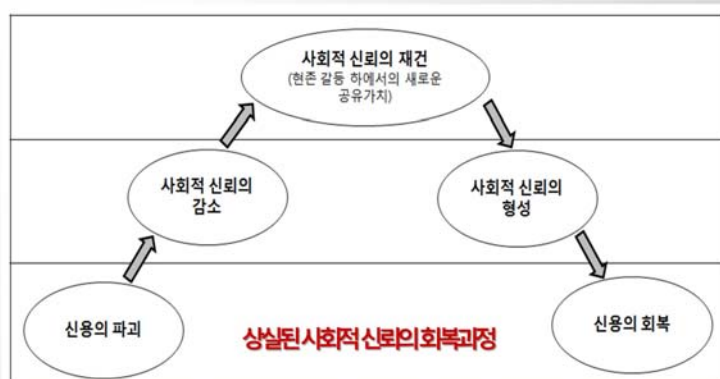 사회적 신뢰의 재건
(현존 갈등 하에서의 새로운
공유가치)
사회적 신뢰의
감소
사회적 신뢰의
형성
신용의 파괴
상실된 사회적 신뢰의 회복과정
신용의 회복